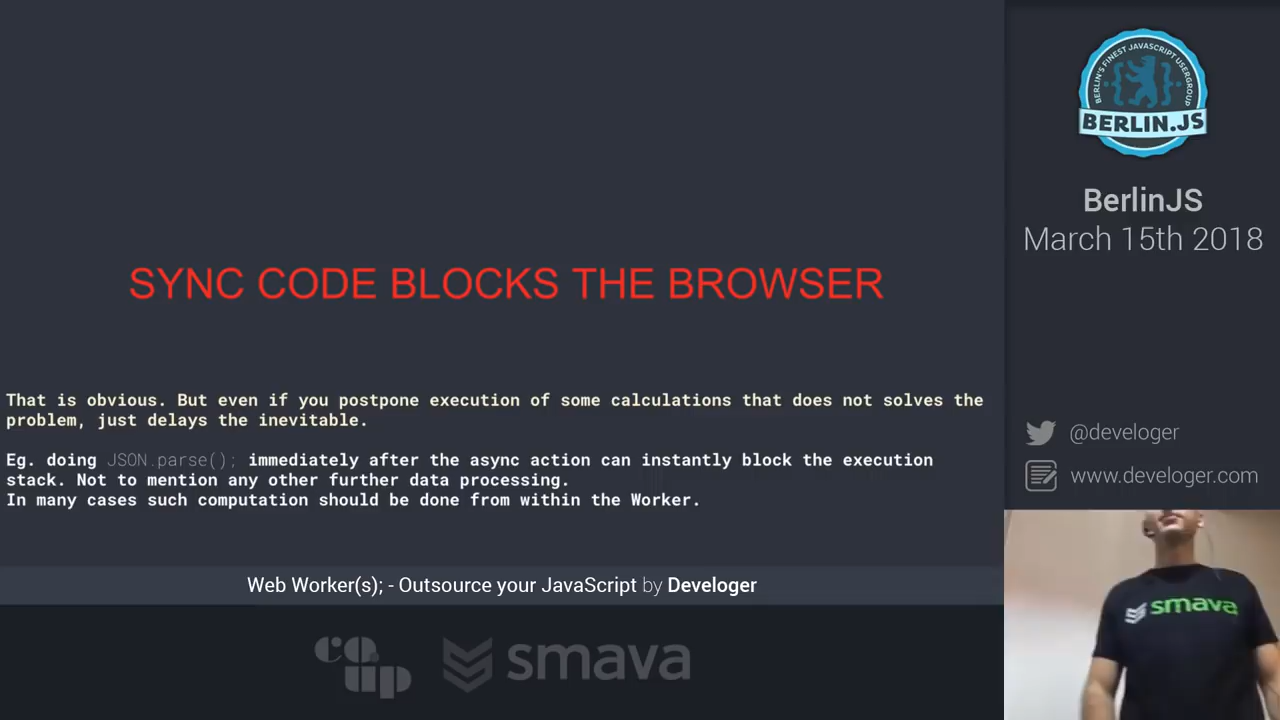 SYNC CODE BLOCKS THE BROWSER
That is obvious. But even if you postpone execution of some calculations that does not solves the
problem, just delays the inevitable.
Eg. doing JSON.parse(); immediately after the async action can instantly block the execution
stack. Not to mention any other further data processing.
In many cases such computation should be done from within the Worker.
Web Worker(s); - Outsource your JavaScript by Developer
co.up
smava
BERLIN'S FINEST JAVASCRIPT USERGROUP
BERLIN.JS
BerlinJS
March 15th 2018
@develoger
www.develoger.com
smava